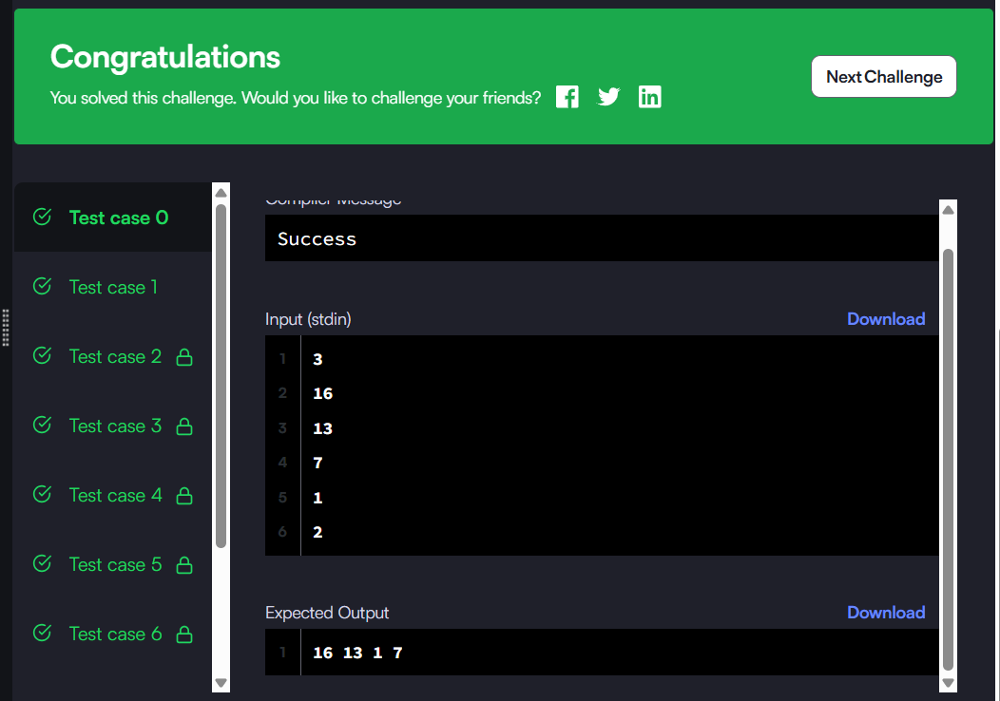 Congratulations
You solved this challenge. Would you like to challenge your friends?
Next Challenge
Test case 0
Test case 1
Test case 2
Test case 3
Test case 4
Test case 5
Test case 6
Compiler Message
Success
Input (stdin)
Download
1 3
2 16
3 13
4 7
5 1
6 2
Expected Output
Download
1 16 13 1 7